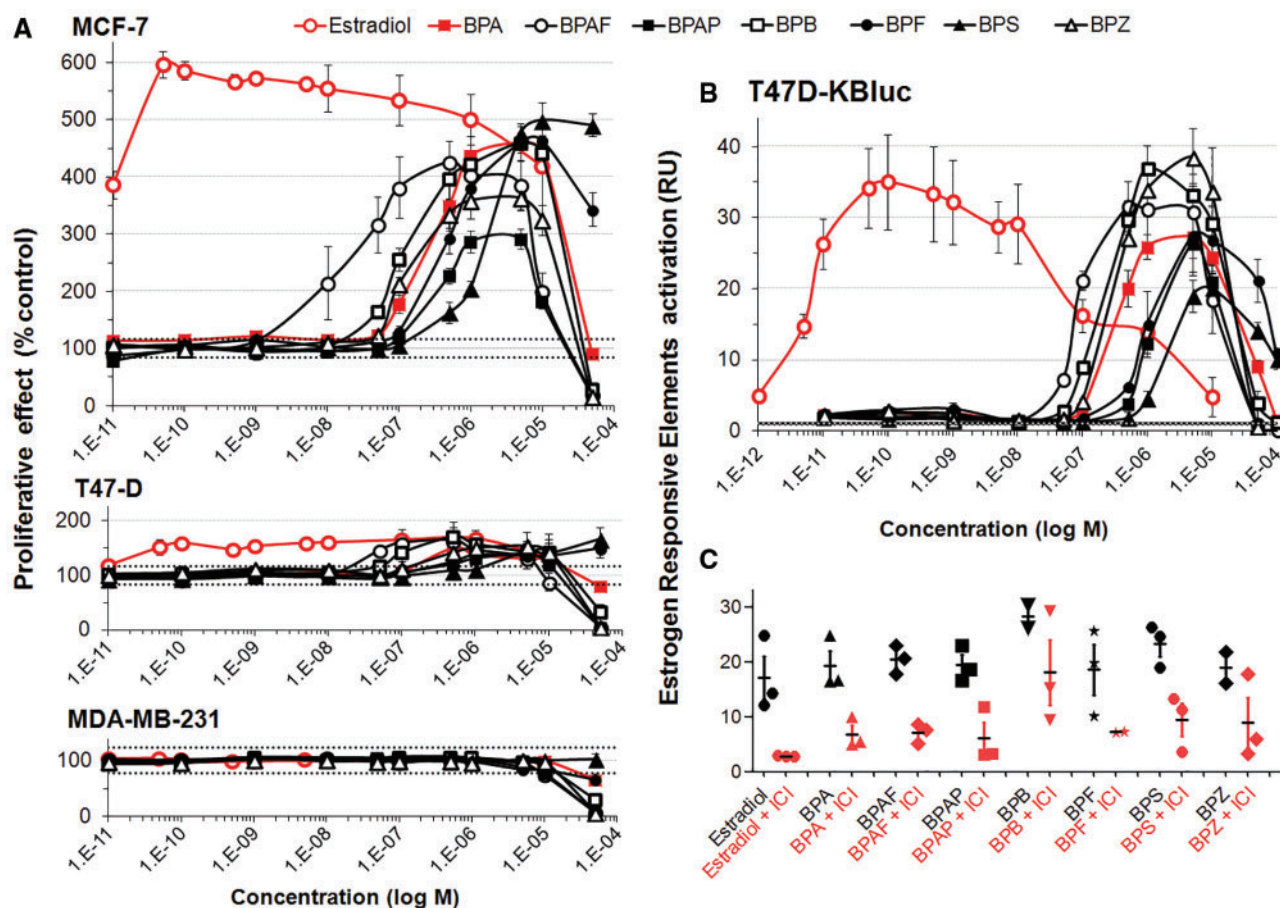 A
MCF-7
Estradiol BPA BPAF BPAP BPB BPF BPS BPZ
Proliferative effect (% control)
600
500
400
300
200
100
0
1.E-11 1.E-10 1.E-09 1.E-08 1.E-07 1.E-06 1.E-05 1.E-04
T47-D
200
100
0
1.E-11 1.E-10 1.E-09 1.E-08 1.E-07 1.E-06 1.E-05 1.E-04
MDA-MB-231
100
0
1.E-11 1.E-10 1.E-09 1.E-08 1.E-07 1.E-06 1.E-05 1.E-04
Concentration (log M)
B
T47D-KBluc
Estrogen Responsive Elements activation (RU)
40
30
20
10
0
1.E-12 1.E-11 1.E-10 1.E-09 1.E-08 1.E-07 1.E-06 1.E-05 1.E-04
Concentration (log M)
C
30
20
10
0
Estradiol
Estradiol + ICI
BPA
BPA + ICI
BPAF
BPAF + ICI
BPAP
BPAP + ICI
BPB
BPB + ICI
BPF
BPF + ICI
BPS
BPS + ICI
BPZ
BPZ + ICI